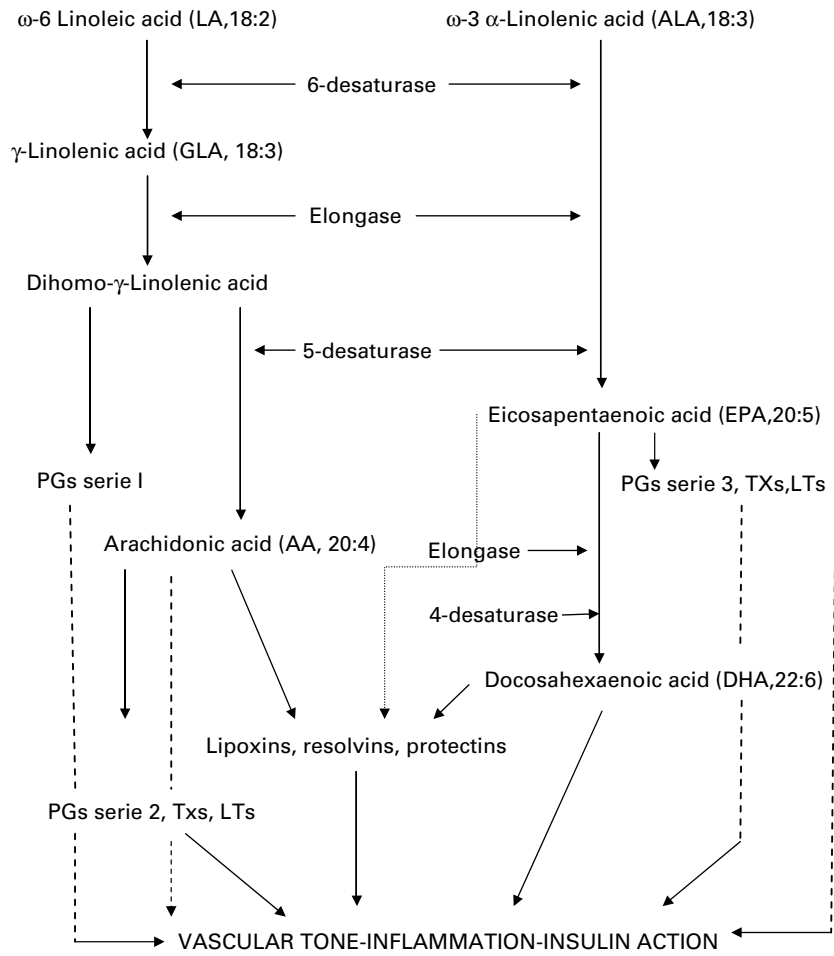 ω-6 Linoleic acid (LA,18:2)
ω-3 α-Linolenic acid (ALA,18:3)
6-desaturase
γ-Linolenic acid (GLA, 18:3)
Elongase
Dihomo-γ-Linolenic acid
5-desaturase
Eicosapentaenoic acid (EPA,20:5)
PGs serie I
PGs serie 3, TXs,LTs
Arachidonic acid (AA, 20:4)
Elongase
4-desaturase
Docosahexaenoic acid (DHA,22:6)
Lipoxins, resolvins, protectins
PGs serie 2, Txs, LTs
VASCULAR TONE-INFLAMMATION-INSULIN ACTION